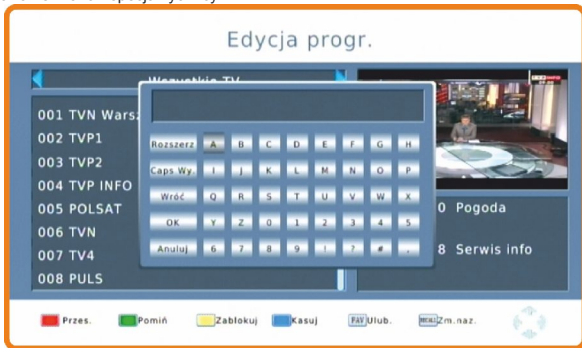 Edycja progr.
Wszystkie TV
001 TVN Warsz
002 TVP1
003 TVP2
004 TVP INFO
005 POLSAT
006 TVN
007 TV4
008 PULS
Rozszerz A B C D E F G H
Caps Wy. I J K L M N O P
Wróć Q R S T U V W X
OK Y Z 0 1 2 3 4 5
Anuluj 6 7 8 9 ! ? # .
0 Pogoda
8 Serwis info
Przes. Pomiń Zablokuj Kasuj FAV Ulub. Zm.naz.